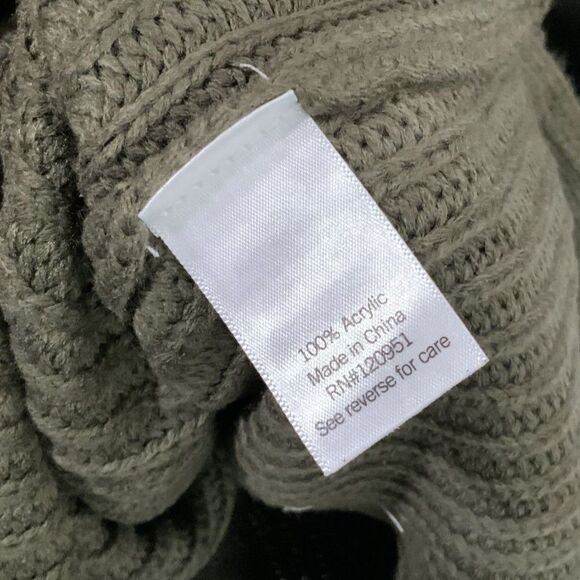 100% Acrylic
Made in China
RN#120951
See reverse for care